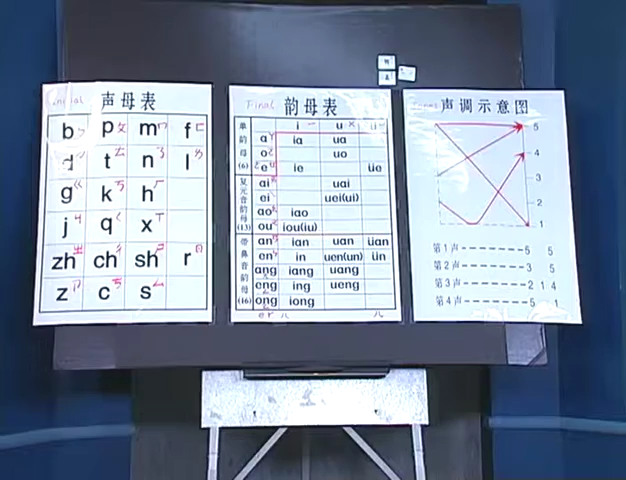 Initial 声母表
b ㄅ p ㄆ m ㄇ f ㄈ
d ㄉ t ㄊ n ㄋ l ㄌ
g ㄍ k ㄎ h ㄏ
j ㄐ q ㄑ x ㄒ
zh ㄓ ch ㄔ sh ㄕ r ㄖ
z ㄗ c ㄘ s ㄙ
Final 韵母表
i u ü
单韵母(6)
a ia ua
o uo
e ie üe
复元音韵母(13)
ai uai
ei uei(ui)
ao iao
ou iou(iu)
带鼻音韵母(16)
an ian uan üan
en in uen(un) ün
ang iang uang
eng ing ueng
ong iong
er ㄦ ㄦ
声调示意图
5
4
3
2
1
第1声 5 5
第2声 3 5
第3声 2 1 4
第4声 5 1